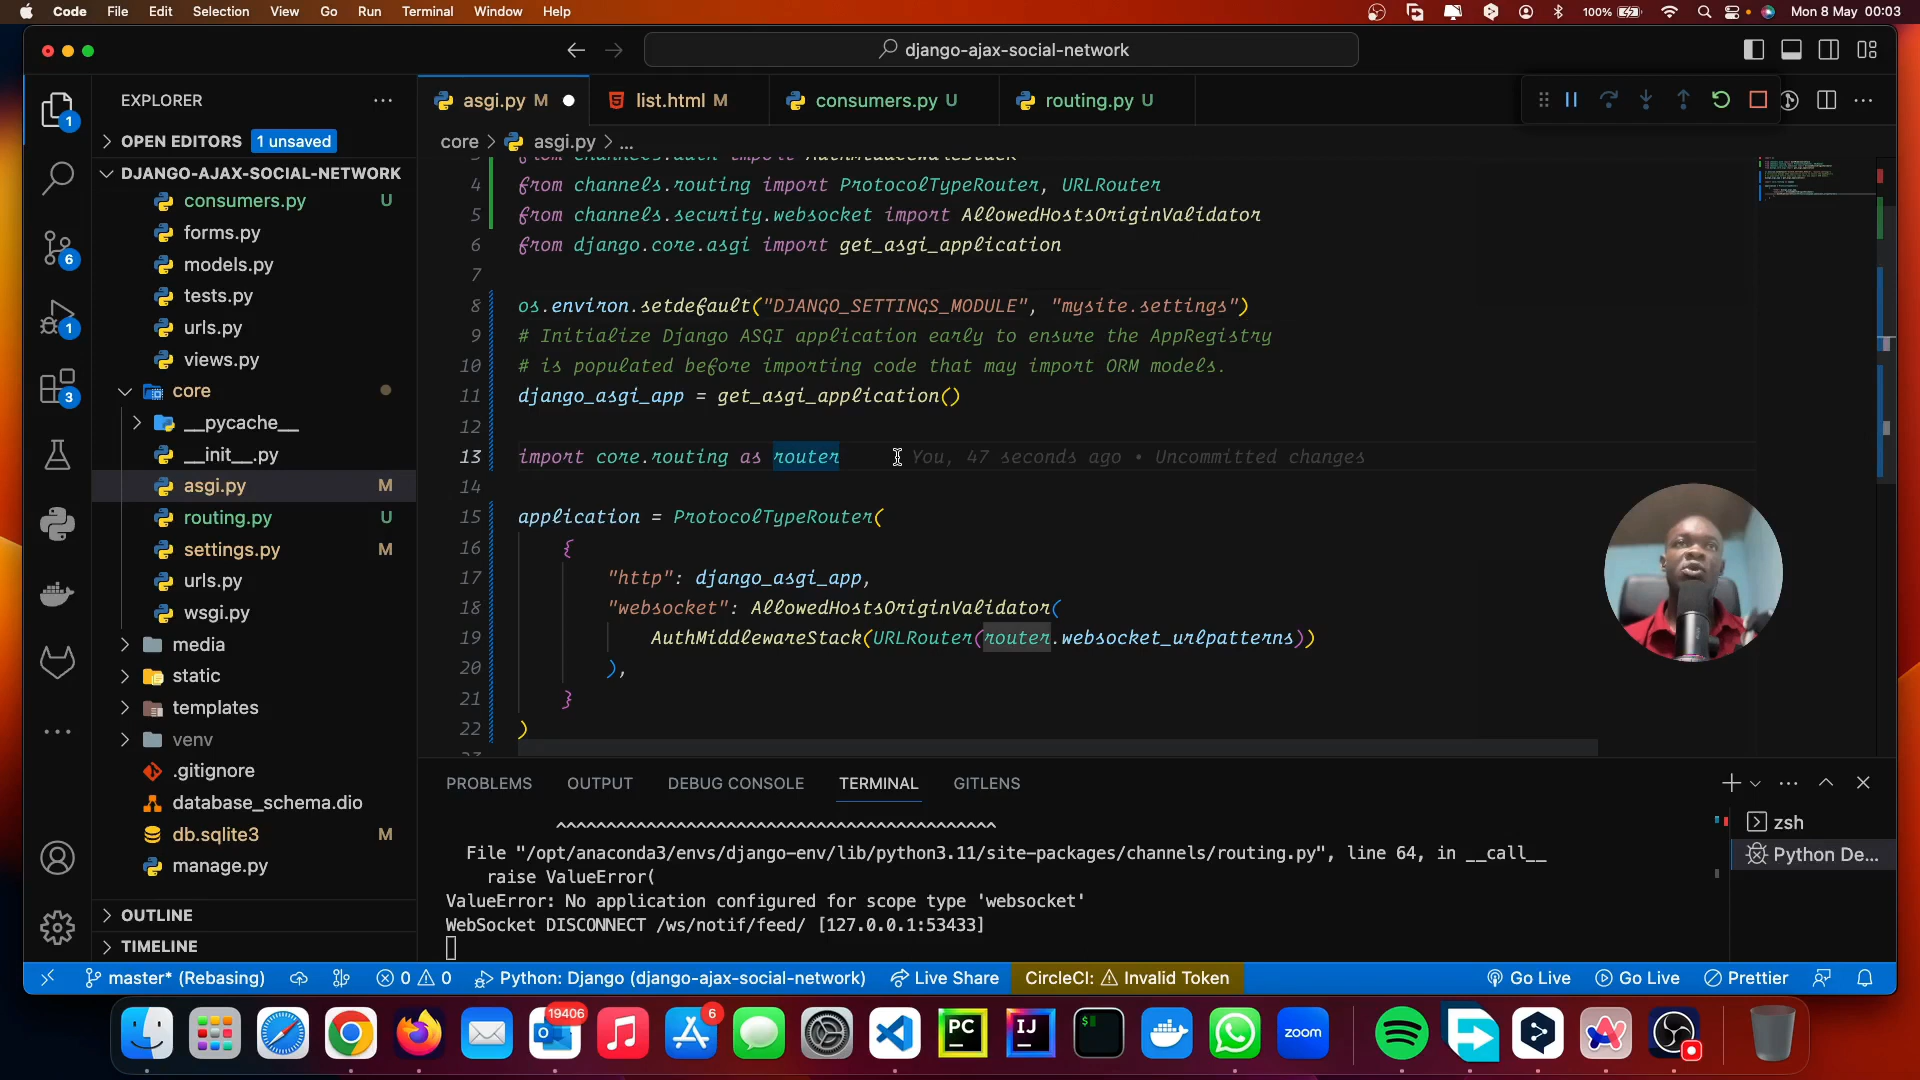 Code File Edit Selection View Go Run Terminal Window Help 100% Mon 8 May 00:03
django-ajax-social-network
EXPLORER
OPEN EDITORS 1 unsaved
DJANGO-AJAX-SOCIAL-NETWORK
consumers.py U
forms.py
models.py
tests.py
urls.py
views.py
core
__pycache__
__init__.py
asgi.py M
routing.py U
settings.py M
urls.py
wsgi.py
media
static
templates
venv
.gitignore
database_schema.dio
db.sqlite3 M
manage.py
OUTLINE
TIMELINE
1
6
1
3
asgi.py M list.html M consumers.py U routing.py U
core > asgi.py > ...
from channels.auth import AuthMiddlewareStack
4 from channels.routing import ProtocolTypeRouter, URLRouter
5 from channels.security.websocket import AllowedHostsOriginValidator
6 from django.core.asgi import get_asgi_application
7
8 os.environ.setdefault("DJANGO_SETTINGS_MODULE", "mysite.settings")
9 # Initialize Django ASGI application early to ensure the AppRegistry
10 # is populated before importing code that may import ORM models.
11 django_asgi_app = get_asgi_application()
12
13 import core.routing as router You, 47 seconds ago • Uncommitted changes
14
15 application = ProtocolTypeRouter(
16 {
17 "http": django_asgi_app,
18 "websocket": AllowedHostsOriginValidator(
19 AuthMiddlewareStack(URLRouter(router.websocket_urlpatterns))
20 ),
21 }
22 )
PROBLEMS OUTPUT DEBUG CONSOLE TERMINAL GITLENS
^^^^^^^^^^^^^^^^^^^^^^^^^^^^^^^^^^^^^^^^^^^^
File "/opt/anaconda3/envs/django-env/lib/python3.11/site-packages/channels/routing.py", line 64, in __call__
raise ValueError(
ValueError: No application configured for scope type 'websocket'
WebSocket DISCONNECT /ws/notif/feed/ [127.0.0.1:53433]
zsh
Python De...
master* (Rebasing) 0 0 Python: Django (django-ajax-social-network) Live Share CircleCI: Invalid Token Go Live Go Live Prettier
19406
6
PC
IJ
zoom